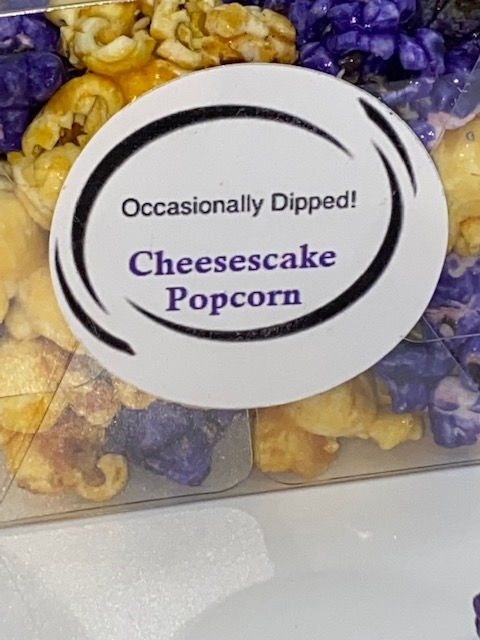 Occasionally Dipped!
Cheesescake
Popcorn